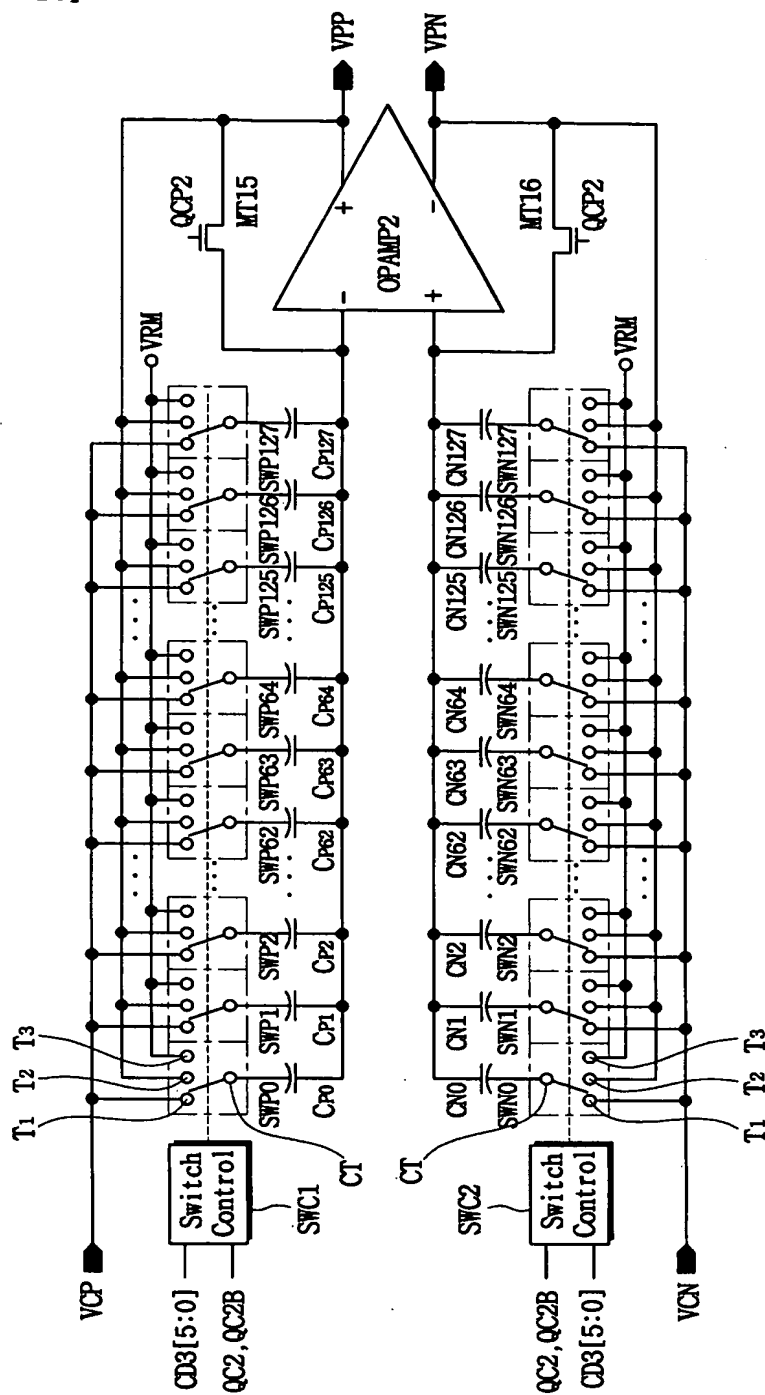 VCP
VCN
T1
T2
T3
Switch
Control
SWC1
CD3[5:0]
QC2,QC2B
CT
SWP0
SWP1
SWP2
SWP62
SWP63
SWP64
SWP125
SWP126
SWP127
CP0
CP1
CP2
CP62
CP63
CP64
CP125
CP126
CP127
VRM
QCP2
MT15
VPP
+
-
OPAMP2
-
+
VPN
MT16
QCP2
CN0
CN1
CN2
CN62
CN63
CN64
CN125
CN126
CN127
SWN0
SWN1
SWN2
SWN62
SWN63
SWN64
SWN125
SWN126
SWN127
VRM
CT
SWC2
Switch
Control
QC2,QC2B
CD3[5:0]
T1
T2
T3